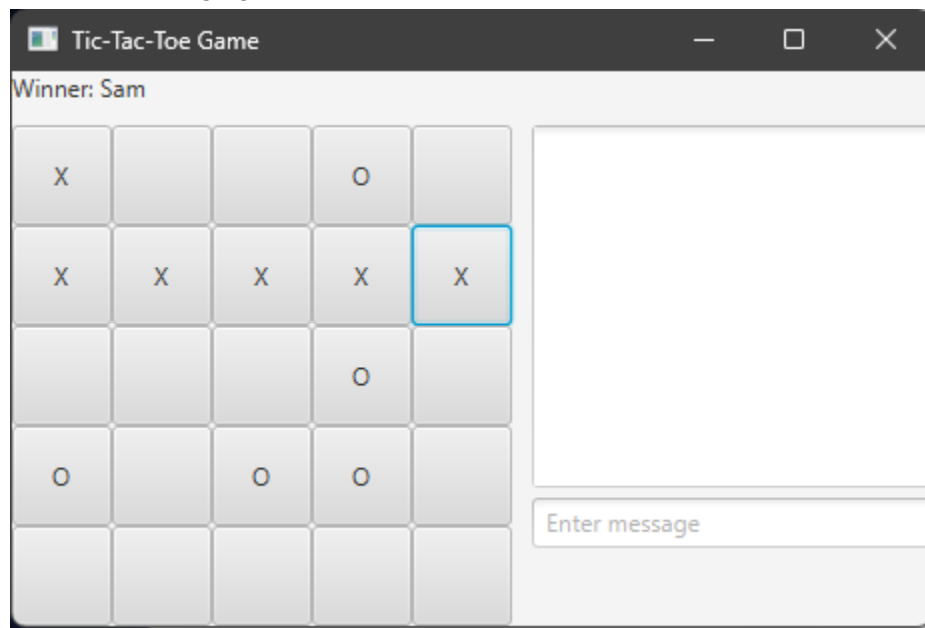 Tic-Tac-Toe Game
Winner: Sam
X O
X X X X X
O
O O O
Enter message